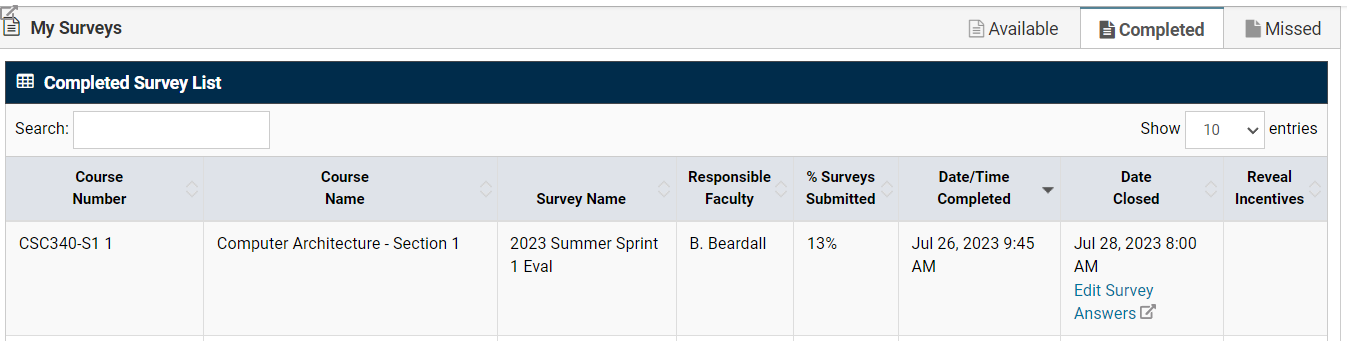 My Surveys
Available
Completed
Missed
Completed Survey List
Search:
Show 10 entries
Course
Number
Course
Name
Survey Name
Responsible
Faculty
% Surveys
Submitted
Date/Time
Completed
Date
Closed
Reveal
Incentives
CSC340-S1 1
Computer Architecture - Section 1
2023 Summer Sprint
1 Eval
B. Beardall
13%
Jul 26, 2023 9:45
AM
Jul 28, 2023 8:00
AM
Edit Survey
Answers